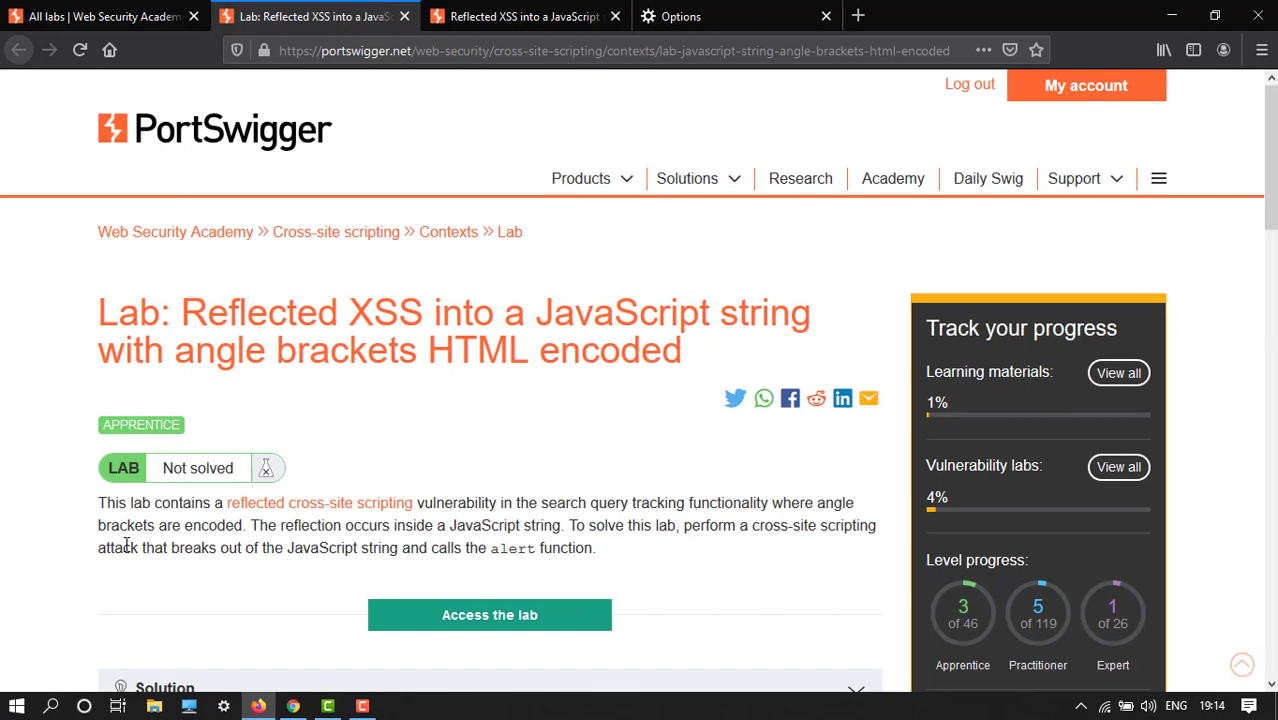 All labs | Web Security Academ
Lab: Reflected XSS into a JavaSc
Reflected XSS into a JavaScript
Options
https://portswigger.net/web-security/cross-site-scripting/contexts/lab-javascript-string-angle-brackets-html-encoded
Log out
My account
PortSwigger
Products
Solutions
Research
Academy
Daily Swig
Support
Web Security Academy >> Cross-site scripting >> Contexts >> Lab
Lab: Reflected XSS into a JavaScript string
with angle brackets HTML encoded
APPRENTICE
LAB Not solved
This lab contains a reflected cross-site scripting vulnerability in the search query tracking functionality where angle
brackets are encoded. The reflection occurs inside a JavaScript string. To solve this lab, perform a cross-site scripting
attack that breaks out of the JavaScript string and calls the alert function.
Access the lab
Solution
Track your progress
Learning materials: View all
1%
Vulnerability labs: View all
4%
Level progress:
3 5 1
of 46 of 119 of 26
Apprentice Practitioner Expert
ENG 19:14